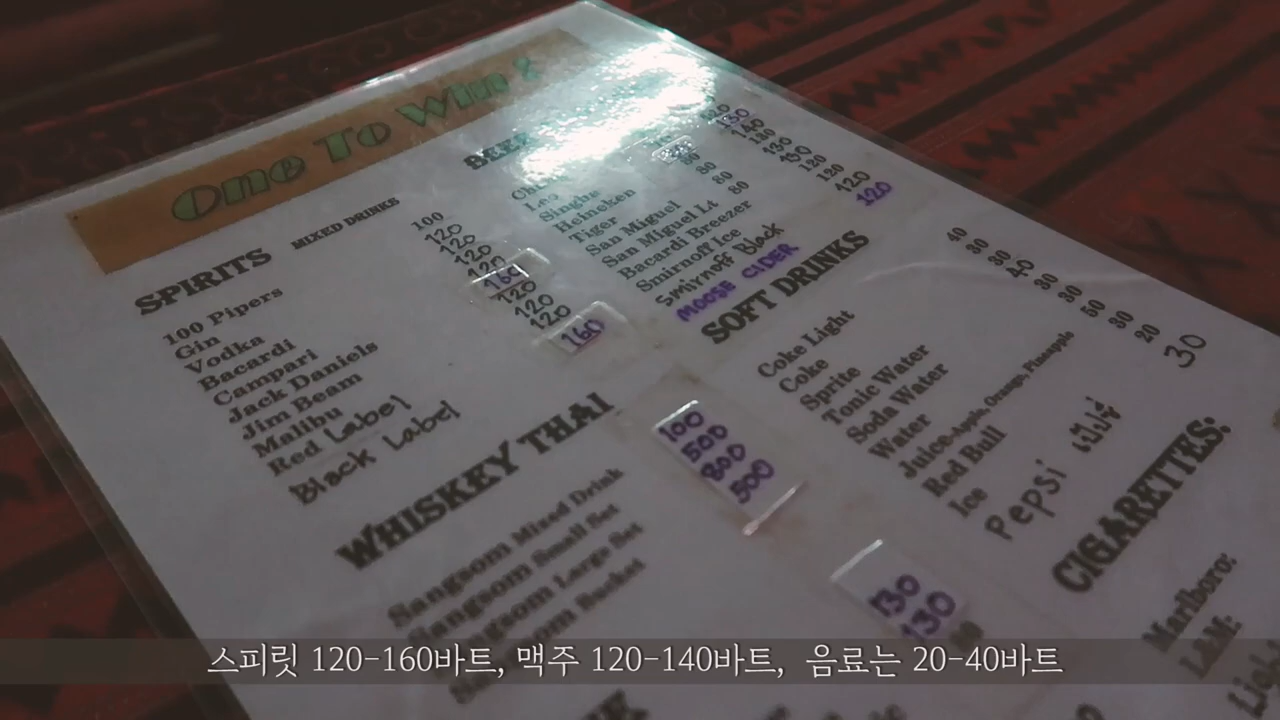 One To Win 2
SPIRITS
MIXED DRINKS
100 Pipers 100
Gin 120
Vodka 120
Bacardi 120
Campari 120
Jack Daniels 160
Jim Beam 120
Malibu 120
Red Label 120
Black Label 160
WHISKEY THAI
Sangsom Mixed Drink 100
Sangsom Small Set 500
Sangsom Large Set 800
Bucket 500
130
130
BEER
Leo
Singha
Heineken
Tiger
San Miguel
San Miguel Lt
Bacardi Breezer
Smirnoff Ice
Smirnoff Black
MOOSE CIDER
80
80
80
130
140
130
130
130
120
120
120
120
SOFT DRINKS
Coke Light 40
Coke 30
Sprite 30
Tonic Water 40
Soda Water 30
Water 30
Juice-Apple, Orange, Pineapple 50
Red Bull 30
Ice 20
Pepsi เป๊ปซี่ 30
CIGARETTES:
Marlboro:
L&M:
스피릿 120-160바트, 맥주 120-140바트, 음료는 20-40바트